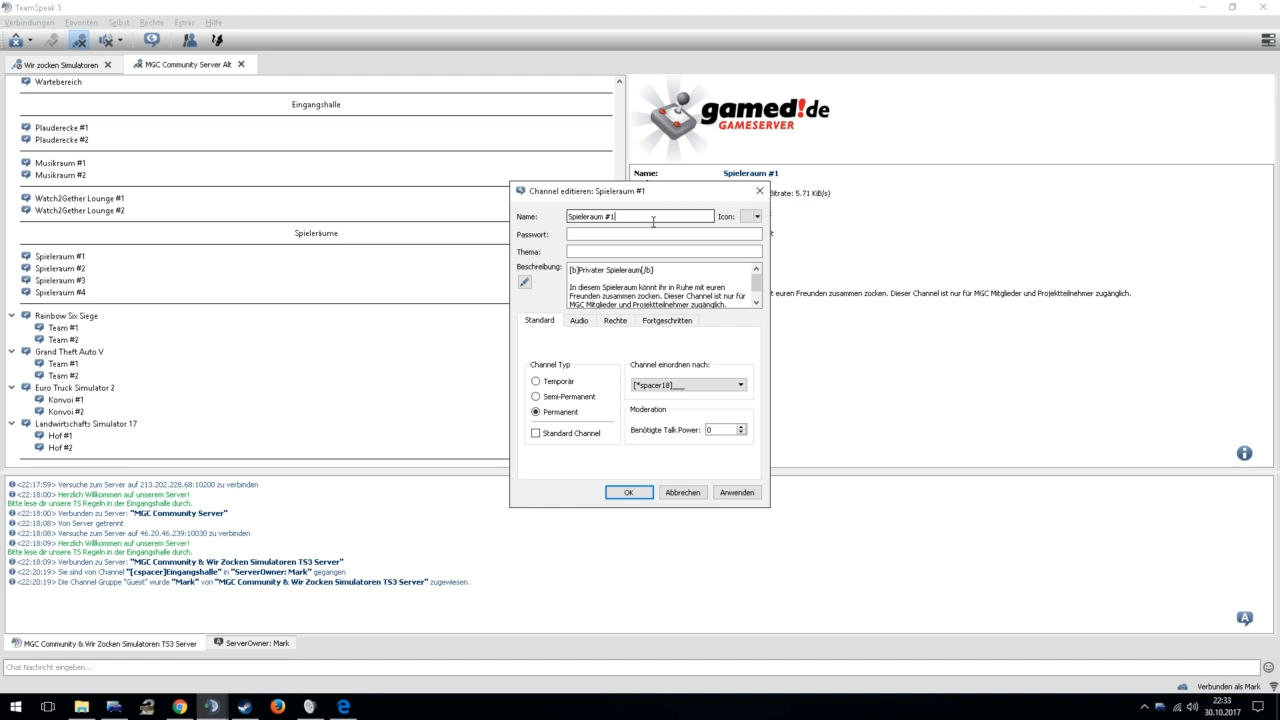 TeamSpeak 3
Verbindungen Favoriten Selbst Rechte Extras Hilfe
Wir zocken Simulatoren
MGC Community Server Alt
Wartebereich
Eingangshalle
Plauderecke #1
Plauderecke #2
Musikraum #1
Musikraum #2
Watch2Gether Lounge #1
Watch2Gether Lounge #2
Spieleräume
Spieleraum #1
Spieleraum #2
Spieleraum #3
Spieleraum #4
Rainbow Six Siege
Team #1
Team #2
Grand Theft Auto V
Team #1
Team #2
Euro Truck Simulator 2
Konvoi #1
Konvoi #2
Landwirtschafts Simulator 17
Hof #1
Hof #2
gamed!de
GAMESERVER
Name: Spieleraum #1
Bitrate: 5.71 KiB/s)
t euren Freunden zusammen zocken. Dieser Channel ist nur für MGC Mitglieder und Projektteilnehmer zugänglich.
Channel editieren: Spieleraum #1
Name: Spieleraum #1 Icon:
Passwort:
Thema:
Beschreibung: [b]Privater Spieleraum[/b]
In diesem Spieleraum könnt ihr in Ruhe mit euren
Freunden zusammen zocken. Dieser Channel ist nur für
MGC Mitglieder und Projektteilnehmer zugänglich.
Standard Audio Rechte Fortgeschritten
Channel Typ
Temporär
Semi-Permanent
Permanent
Standard Channel
Channel einordnen nach:
[*spacer18]___
Moderation
Benötigte Talk Power: 0
OK Abbrechen Anwenden
<22:17:59> Versuche zum Server auf 213.202.228.68:10200 zu verbinden
<22:18:00> Herzlich Willkommen auf unserem Server!
Bitte lese dir unsere TS Regeln in der Eingangshalle durch.
<22:18:00> Verbunden zu Server: "MGC Community Server"
<22:18:08> Von Server getrennt
<22:18:08> Versuche zum Server auf 46.20.46.239:10030 zu verbinden
<22:18:09> Herzlich Willkommen auf unserem Server!
Bitte lese dir unsere TS Regeln in der Eingangshalle durch.
<22:18:09> Verbunden zu Server: "MGC Community & Wir Zocken Simulatoren TS3 Server"
<22:20:19> Sie sind von Channel "[cspacer]Eingangshalle" in "ServerOwner: Mark" gegangen
<22:20:19> Die Channel Gruppe "Guest" wurde "Mark" von "MGC Community & Wir Zocken Simulatoren TS3 Server" zugewiesen.
MGC Community & Wir Zocken Simulatoren TS3 Server
ServerOwner: Mark
Chat Nachricht eingeben...
Verbunden als Mark
22:33
30.10.2017